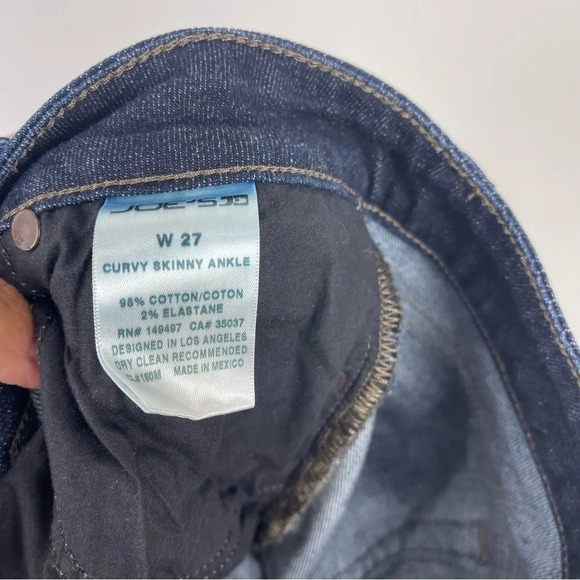 JOE'S
W 27
CURVY SKINNY ANKLE
98% COTTON/COTON
2% ELASTANE
RN# 149497 CA# 35037
DESIGNED IN LOS ANGELES
DRY CLEAN RECOMMENDED
MADE IN MEXICO